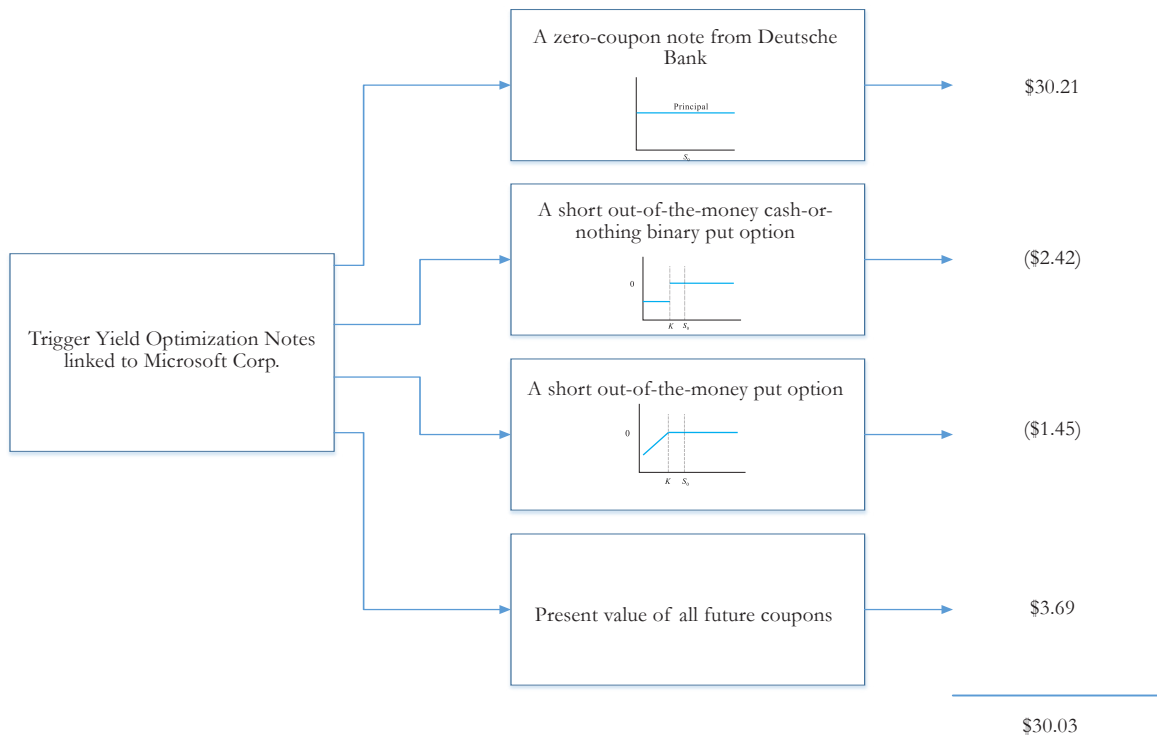 A zero-coupon note from Deutsche
Bank
Principal
S0
$30.21
A short out-of-the-money cash-or-
nothing binary put option
0
K S0
($2.42)
Trigger Yield Optimization Notes
linked to Microsoft Corp.
A short out-of-the-money put option
0
K S0
($1.45)
Present value of all future coupons
$3.69
$30.03